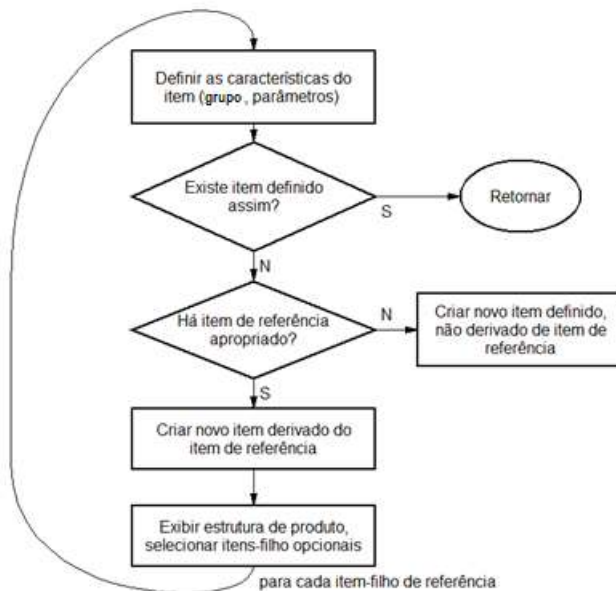 Definir as características do
item (grupo, parâmetros)
Existe item definido
assim?
S
Retornar
N
Há item de referência
apropriado?
N
Criar novo item definido,
não derivado de item de
referência
S
Criar novo item derivado do
item de referência
Exibir estrutura de produto,
selecionar itens-filho opcionais
para cada item-filho de referência